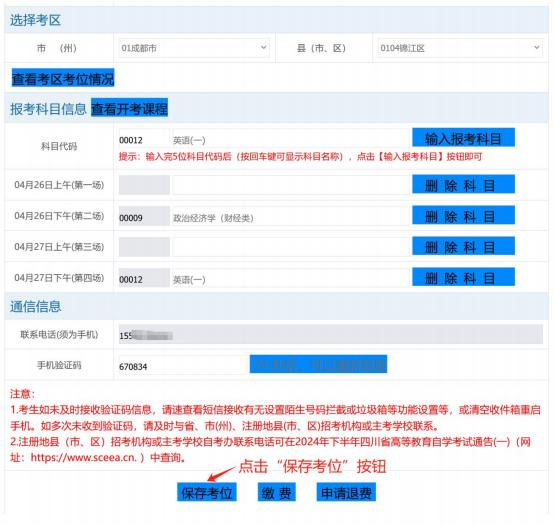 选择考区
市 （州） 01成都市 县（市、区） 0104锦江区
查看考区考位情况
报考科目信息 查看开考课程
科目代码 00012 英语(一) 输入报考科目
提示：输入完5位科目代码后（按回车键可显示科目名称），点击【输入报考科目】按钮即可
04月26日上午(第一场) 删 除 科 目
04月26日下午(第二场) 00009 政治经济学（财经类） 删 除 科 目
04月27日上午(第三场) 删 除 科 目
04月27日下午(第四场) 00012 英语(一) 删 除 科 目
通信信息
联系电话(须为手机) 155
手机验证码 670834
注意：
1.考生如未及时接收验证码信息，请速查看短信接收有无设置陌生号码拦截或垃圾箱等功能设置等，或清空收件箱重启
手机。如多次未收到验证码，请及时与省、市(州)、注册地县(市、区)招考机构或主考学校联系。
2.注册地县（市、区）招考机构或主考学校自考办联系电话可在2024年下半年四川省高等教育自学考试通告(一)（网
址：https://www.sceea.cn. ）中查询。
点击“保存考位”按钮
保存考位 缴 费 申请退费